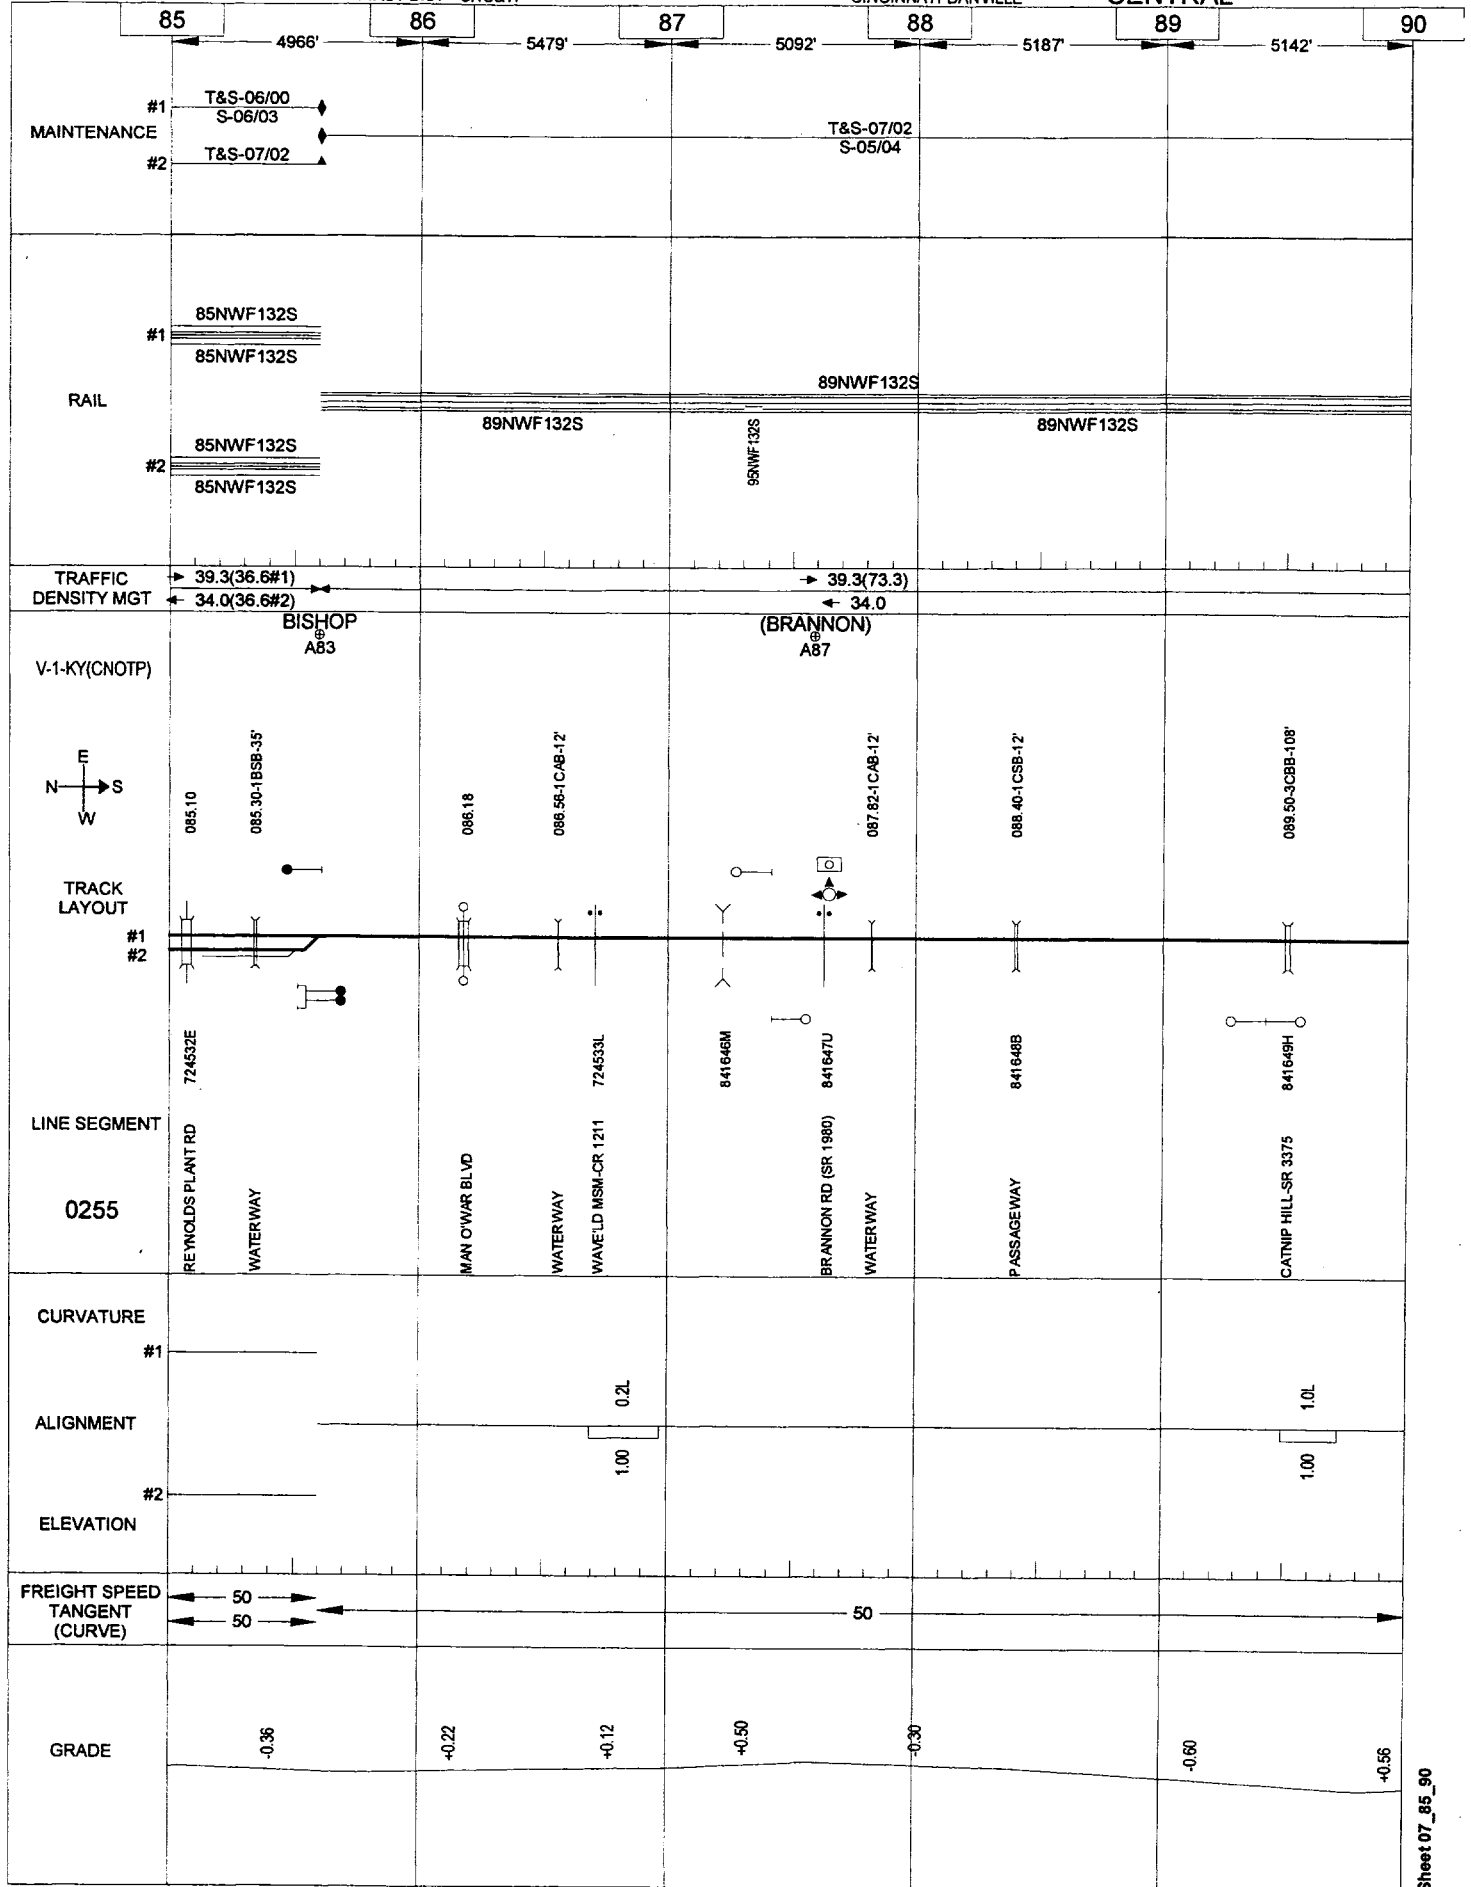 CINCINNATI-DANVILLE CENTRAL
85 86 87 88 89 90
4966' 5479' 5092' 5187' 5142'
MAINTENANCE
#1 T&S-06/00
S-06/03
#2 T&S-07/02
T&S-07/02
S-05/04
RAIL
#1 85NWF132S
85NWF132S
89NWF132S
89NWF132S
95NWF132S
89NWF132S
#2 85NWF132S
85NWF132S
TRAFFIC
DENSITY MGT
39.3(36.6#1)
34.0(36.6#2)
39.3(73.3)
34.0
BISHOP
A83
(BRANNON)
A87
V-1-KY(CNOTP)
E
N S
W
085.10
085.30-1BSB-35'
086.18
086.56-1CAB-12'
087.82-1CAB-12'
088.40-1CSB-12'
089.50-3CBB-108'
TRACK
LAYOUT
#1
#2
724532E
724533L
841646M
841647U
841648B
841649H
LINE SEGMENT
0255
REYNOLDS PLANT RD
WATERWAY
MAN O'WAR BLVD
WATERWAY
WAVE'LD MSM-CR 1211
BRANNON RD (SR 1980)
WATERWAY
PASSAGEWAY
CATNIP HILL-SR 3375
CURVATURE
#1
ALIGNMENT
0.2L
1.00
1.0L
1.00
#2
ELEVATION
FREIGHT SPEED
TANGENT
(CURVE)
50
50
50
GRADE
-0.36
+0.22
+0.12
+0.50
-0.30
-0.60
+0.56
Sheet 07_85_90